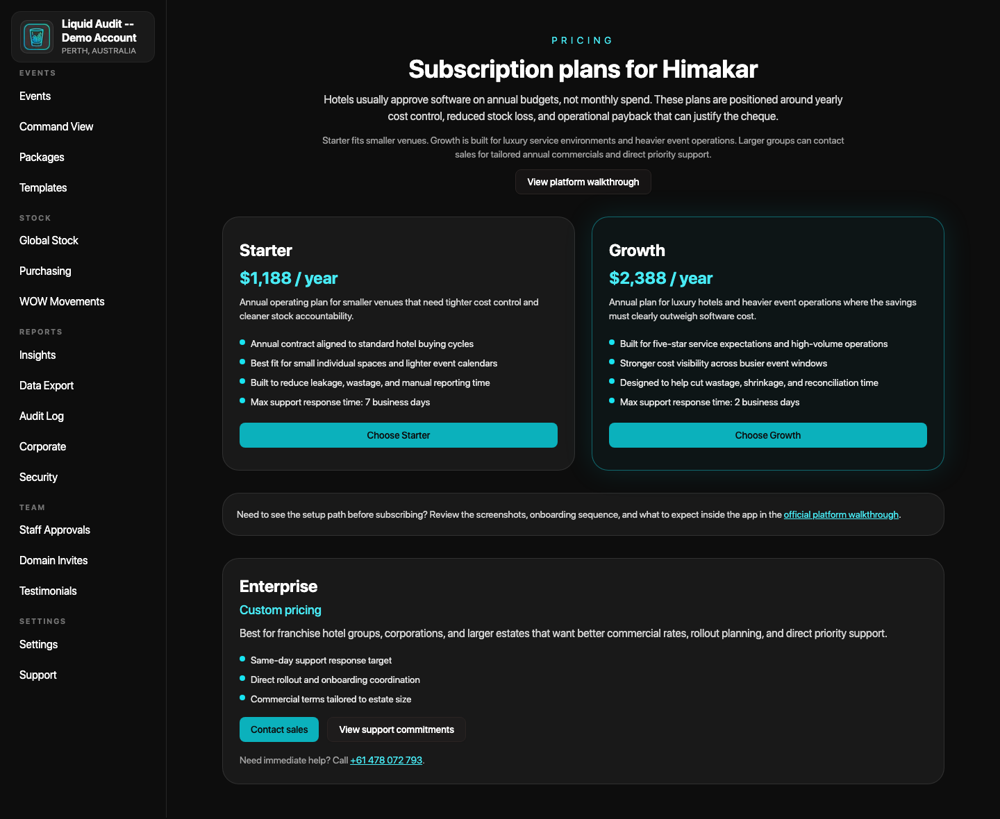 Liquid Audit --
Demo Account
PERTH, AUSTRALIA
EVENTS
Events
Command View
Packages
Templates
STOCK
Global Stock
Purchasing
WOW Movements
REPORTS
Insights
Data Export
Audit Log
Corporate
Security
TEAM
Staff Approvals
Domain Invites
Testimonials
SETTINGS
Settings
Support
PRICING
Subscription plans for Himakar
Hotels usually approve software on annual budgets, not monthly spend. These plans are positioned around yearly
cost control, reduced stock loss, and operational payback that can justify the cheque.
Starter fits smaller venues. Growth is built for luxury service environments and heavier event operations. Larger groups can contact
sales for tailored annual commercials and direct priority support.
View platform walkthrough
Starter
$1,188 / year
Annual operating plan for smaller venues that need tighter cost control and
cleaner stock accountability.
Annual contract aligned to standard hotel buying cycles
Best fit for small individual spaces and lighter event calendars
Built to reduce leakage, wastage, and manual reporting time
Max support response time: 7 business days
Choose Starter
Growth
$2,388 / year
Annual plan for luxury hotels and heavier event operations where the savings
must clearly outweigh software cost.
Built for five-star service expectations and high-volume operations
Stronger cost visibility across busier event windows
Designed to help cut wastage, shrinkage, and reconciliation time
Max support response time: 2 business days
Choose Growth
Need to see the setup path before subscribing? Review the screenshots, onboarding sequence, and what to expect inside the app in the official platform walkthrough.
Enterprise
Custom pricing
Best for franchise hotel groups, corporations, and larger estates that want better commercial rates, rollout planning, and direct priority support.
Same-day support response target
Direct rollout and onboarding coordination
Commercial terms tailored to estate size
Contact sales
View support commitments
Need immediate help? Call +61 478 072 793.